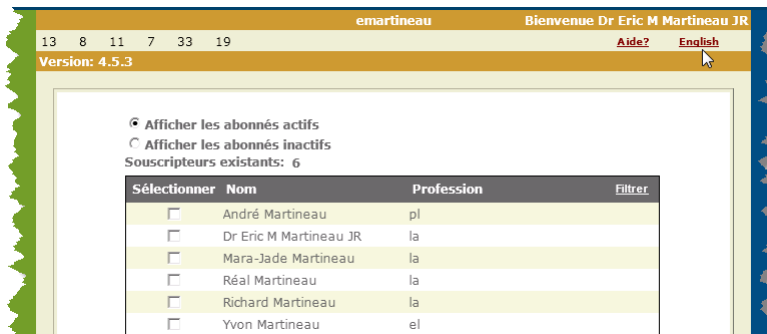 emartineau Bienvenue Dr Eric M Martineau JR
13 8 11 7 33 19 Aide? English
Version: 4.5.3
Afficher les abonnés actifs
Afficher les abonnés inactifs
Souscripteurs existants: 6
Sélectionner Nom Profession Filtrer
André Martineau pl
Dr Eric M Martineau JR la
Mara-Jade Martineau la
Réal Martineau la
Richard Martineau la
Yvon Martineau el